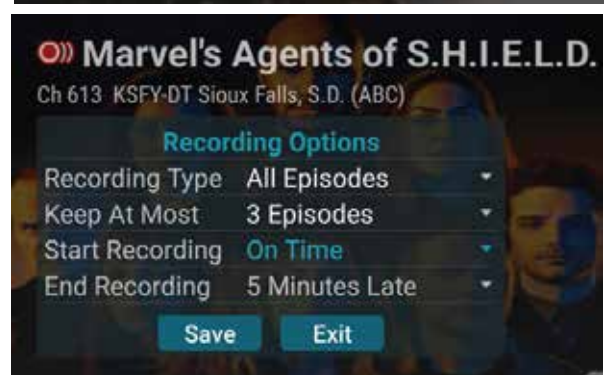 Marvel's Agents of S.H.I.E.L.D.
Ch 613 KSFY-DT Sioux Falls, S.D. (ABC)
Recording Options
Recording Type All Episodes
Keep At Most 3 Episodes
Start Recording On Time
End Recording 5 Minutes Late
Save Exit